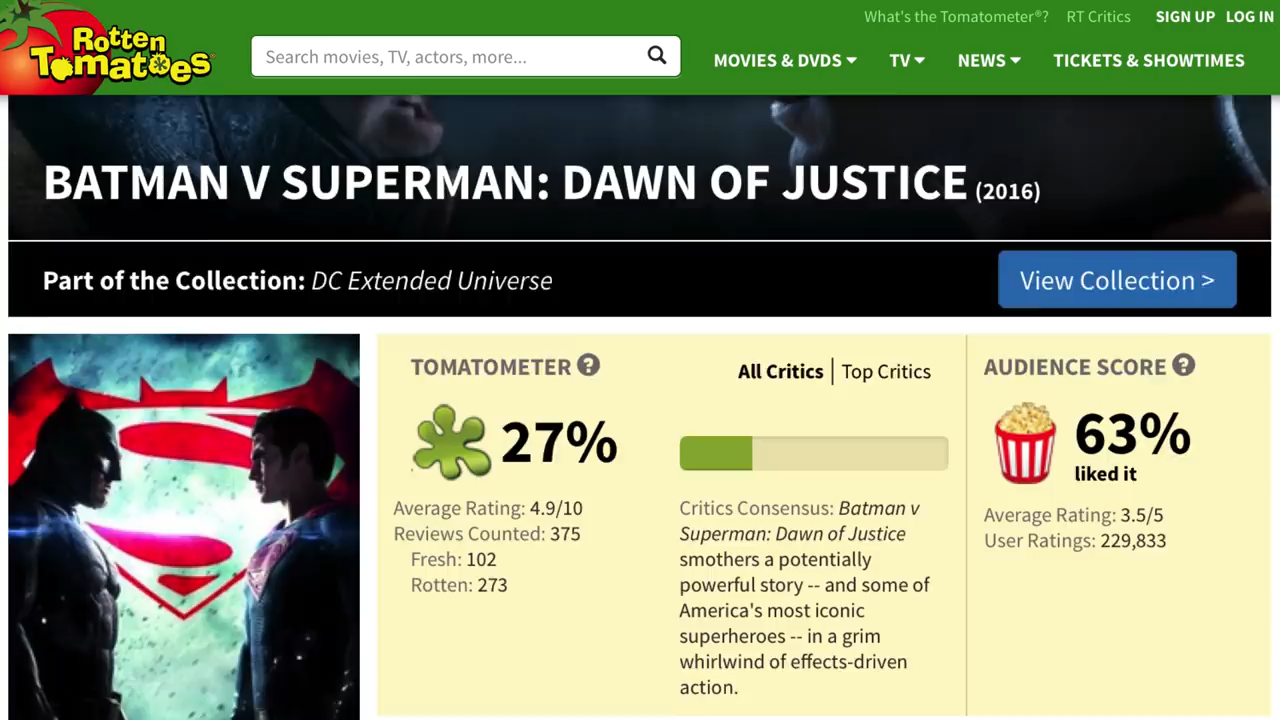 What's the Tomatometer®? RT Critics SIGN UP LOG IN
Rotten
Tomatoes
Search movies, TV, actors, more...
MOVIES & DVDS TV NEWS TICKETS & SHOWTIMES
BATMAN V SUPERMAN: DAWN OF JUSTICE (2016)
Part of the Collection: DC Extended Universe
View Collection >
TOMATOMETER ?
All Critics | Top Critics
27%
Average Rating: 4.9/10
Reviews Counted: 375
Fresh: 102
Rotten: 273
Critics Consensus: Batman v
Superman: Dawn of Justice
smothers a potentially
powerful story -- and some of
America's most iconic
superheroes -- in a grim
whirlwind of effects-driven
action.
AUDIENCE SCORE ?
63%
liked it
Average Rating: 3.5/5
User Ratings: 229,833